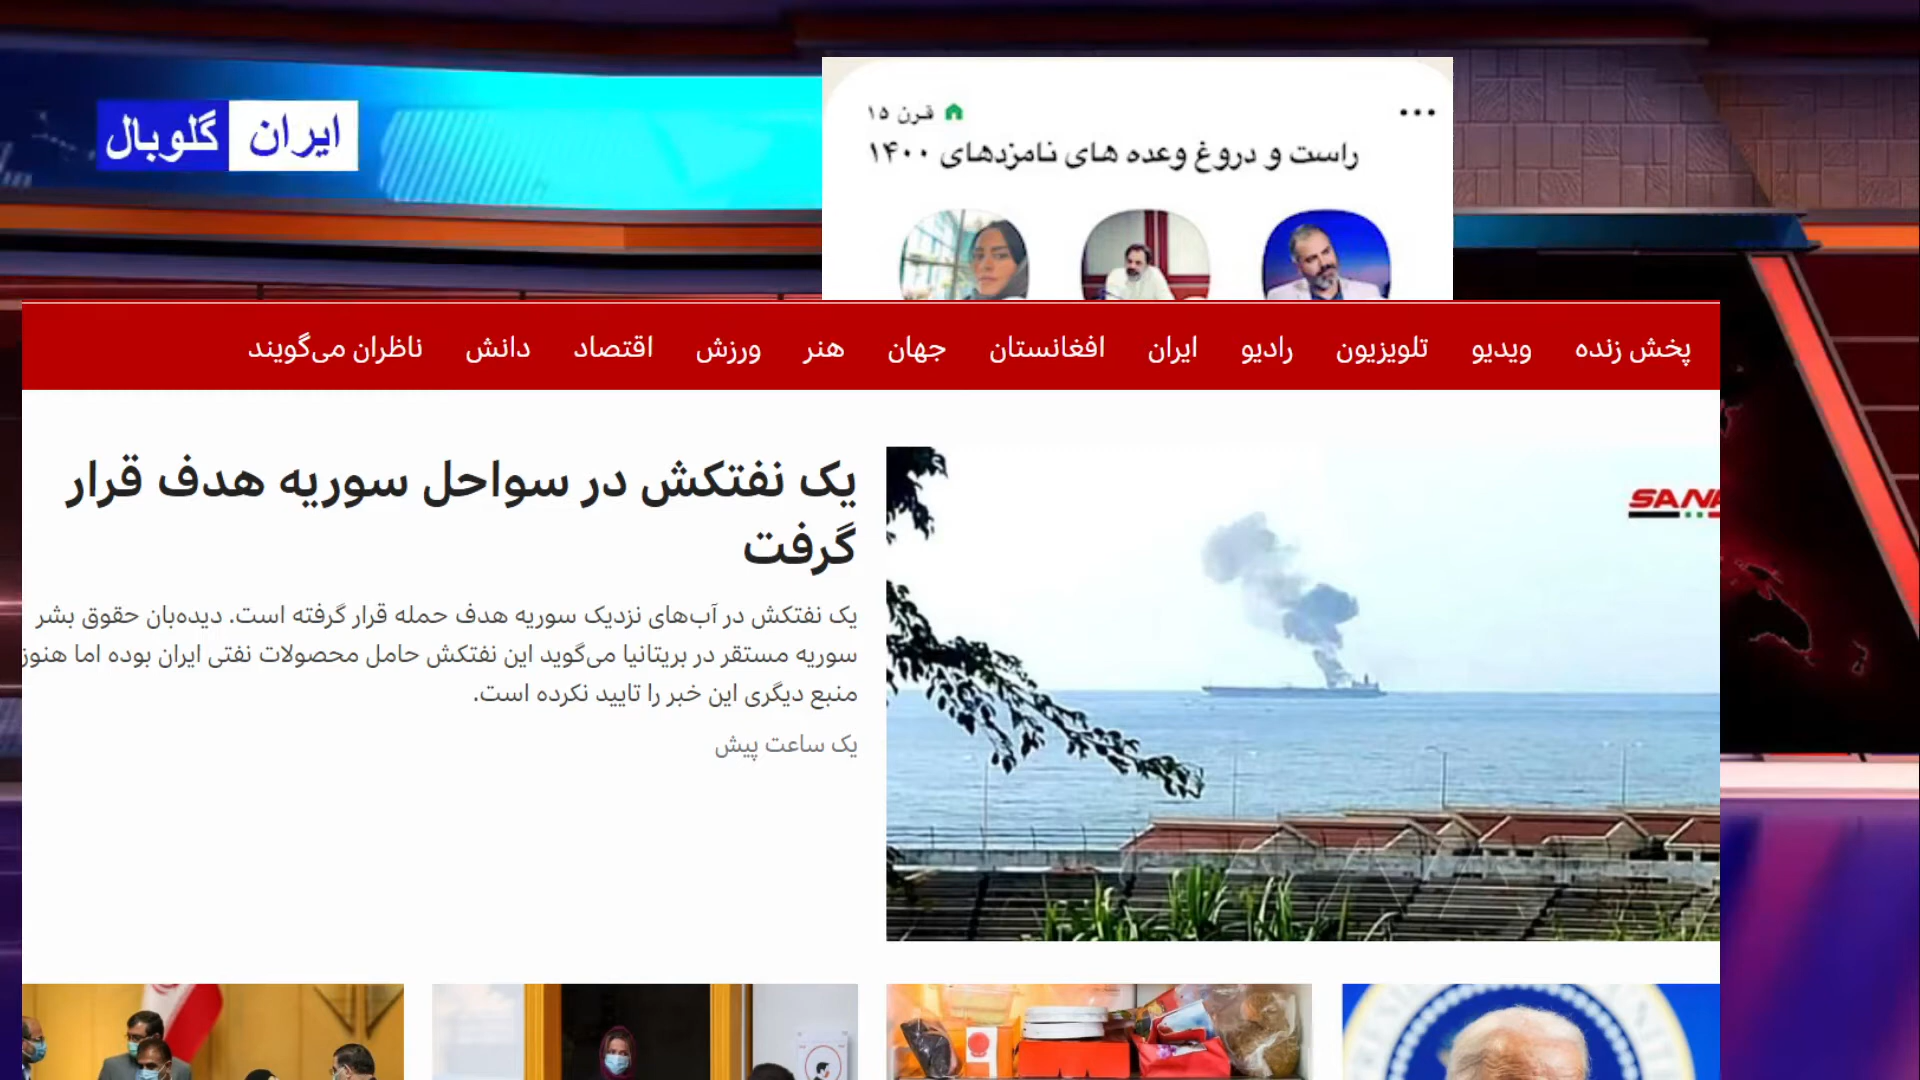 ایران گلوبال
قرن ۱۵
راست و دروغ وعده های نامزدهای ۱۴۰۰
پخش زنده ویدیو تلویزیون رادیو ایران افغانستان جهان هنر ورزش اقتصاد دانش ناظران می‌گویند
یک نفتکش در سواحل سوریه هدف قرار
گرفت
یک نفتکش در آب‌های نزدیک سوریه هدف حمله قرار گرفته است. دیده‌بان حقوق بشر
سوریه مستقر در بریتانیا می‌گوید این نفتکش حامل محصولات نفتی ایران بوده اما هنوز
منبع دیگری این خبر را تایید نکرده است.
یک ساعت پیش
SANA